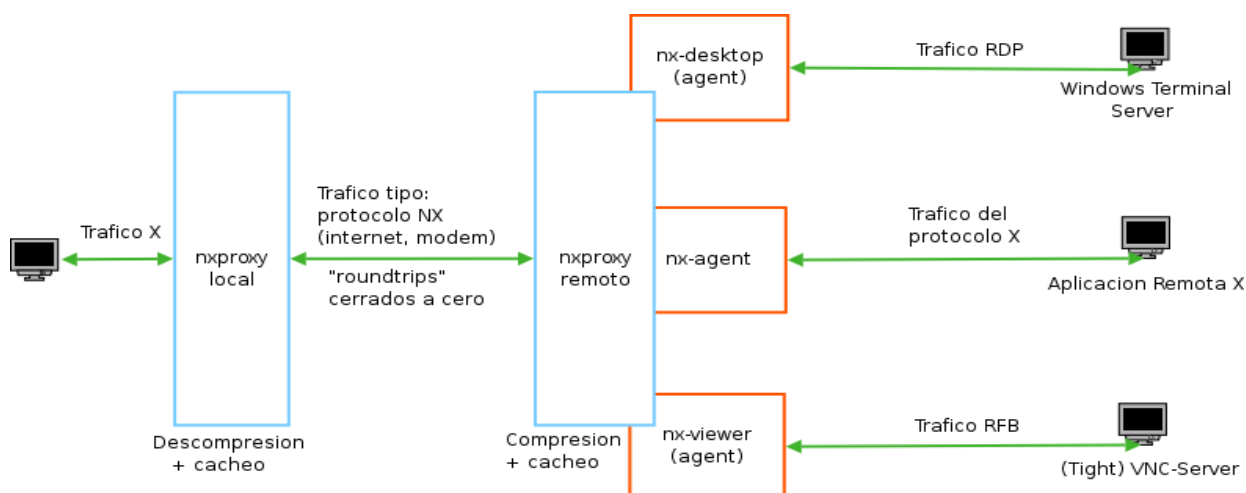 Trafico X
nxproxy
local
Descompresion
+ cacheo
Trafico tipo:
protocolo NX
(internet, modem)
"roundtrips"
cerrados a cero
nxproxy
remoto
Compresion
+ cacheo
nx-desktop
(agent)
Trafico RDP
Windows Terminal
Server
nx-agent
Trafico del
protocolo X
Aplicacion Remota X
nx-viewer
(agent)
Trafico RFB
(Tight) VNC-Server